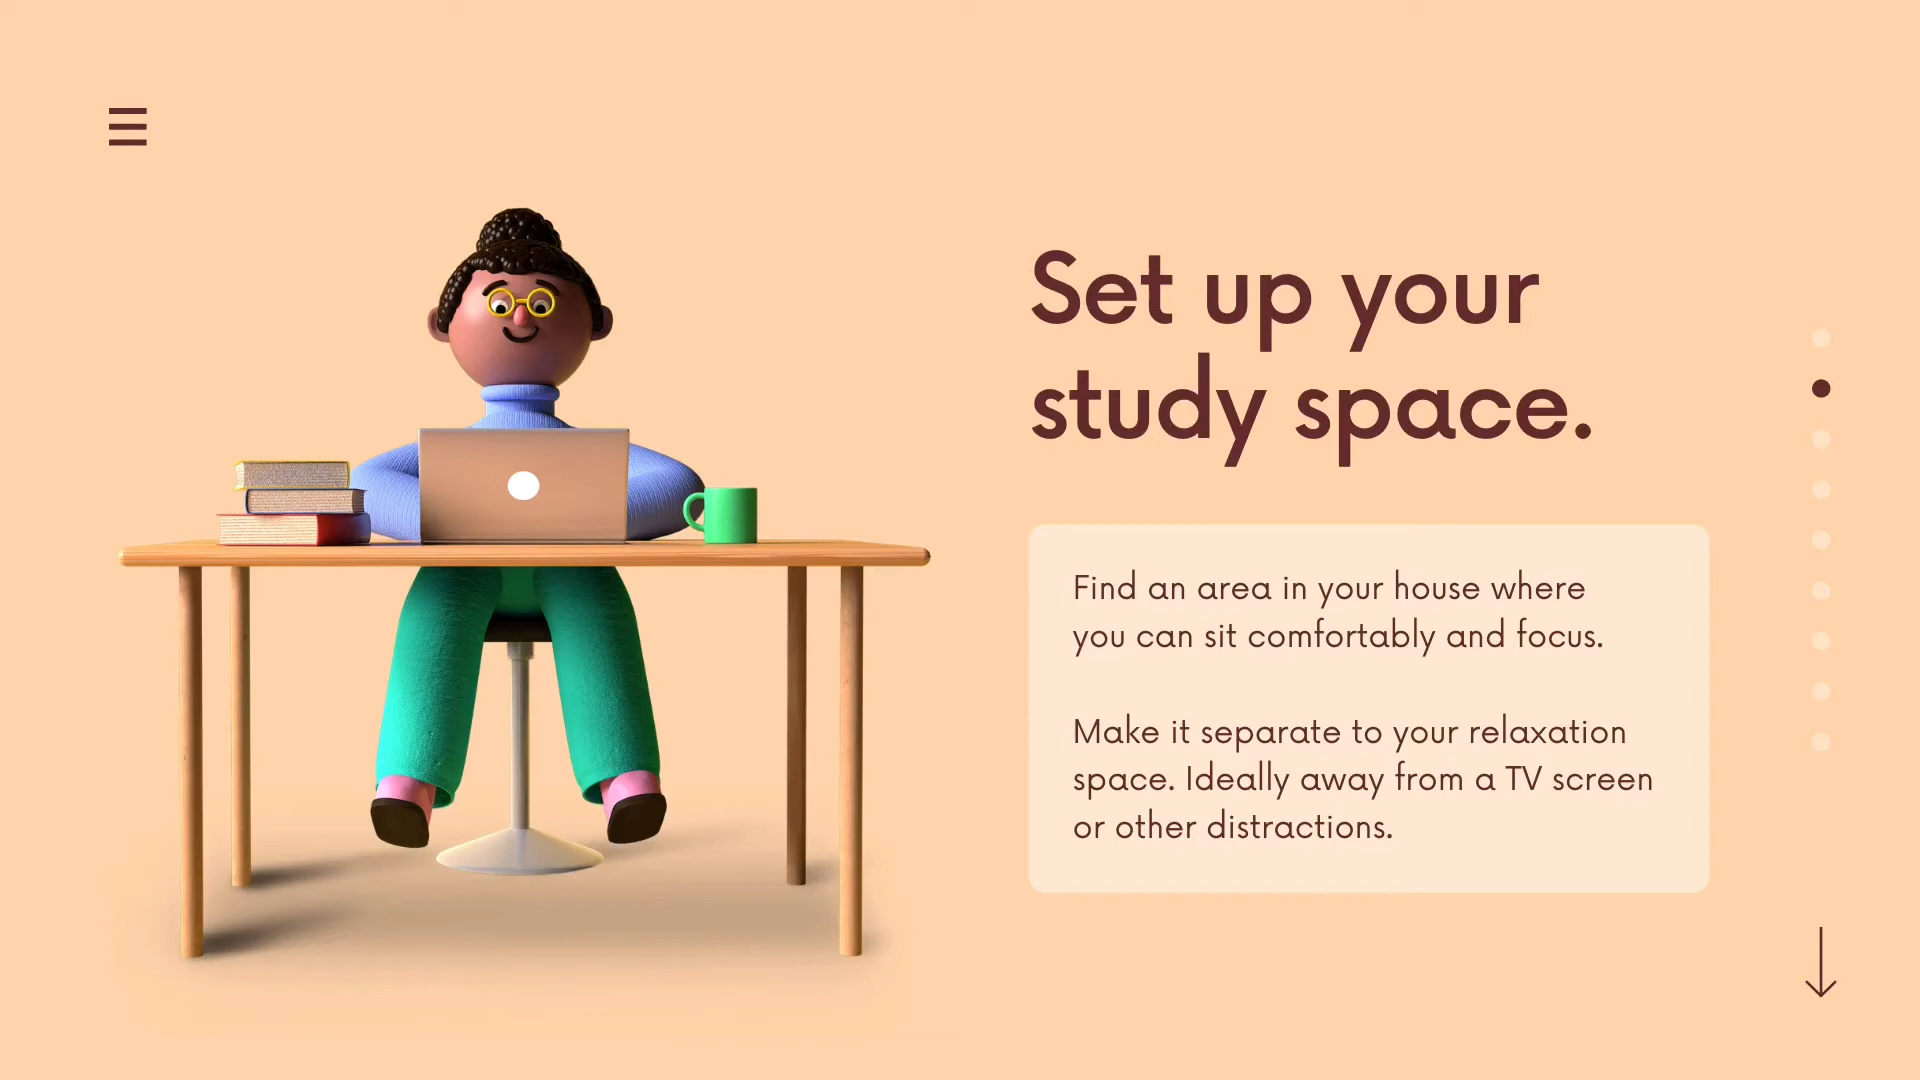 Set up your
study space.
Find an area in your house where
you can sit comfortably and focus.
Make it separate to your relaxation
space. Ideally away from a TV screen
or other distractions.